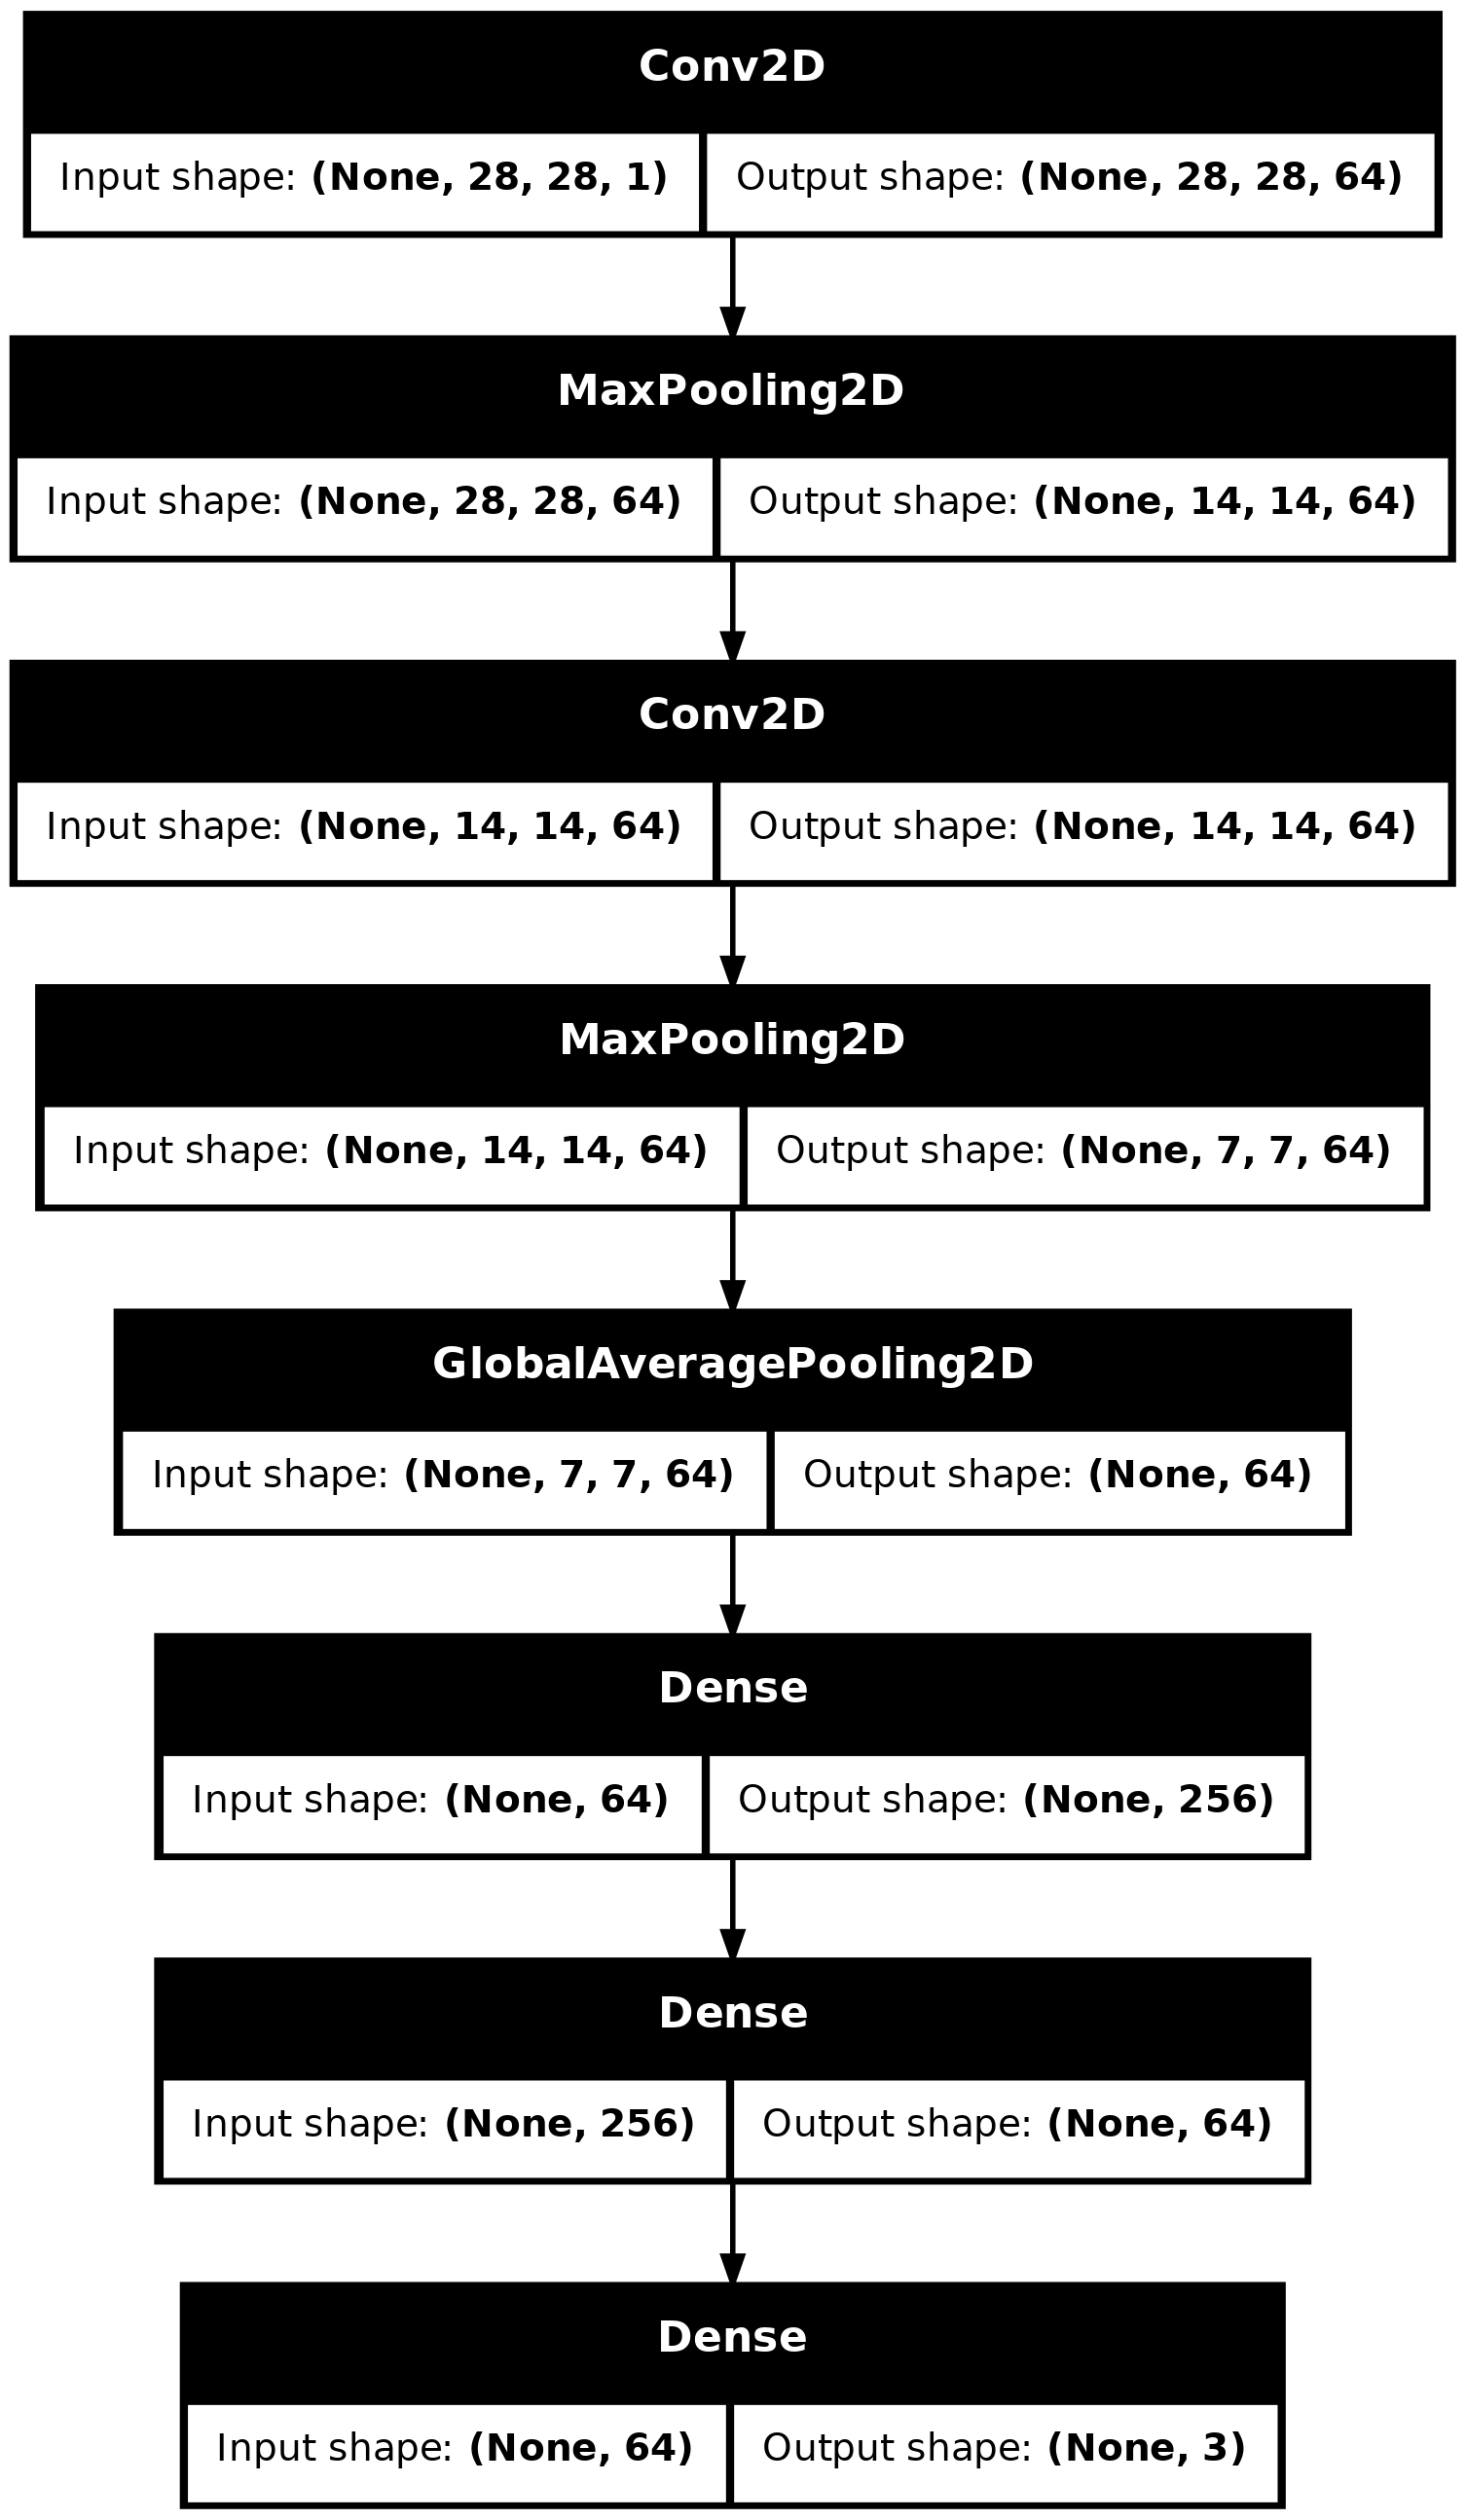 Conv2D
Input shape: (None, 28, 28, 1) Output shape: (None, 28, 28, 64)
MaxPooling2D
Input shape: (None, 28, 28, 64) Output shape: (None, 14, 14, 64)
Conv2D
Input shape: (None, 14, 14, 64) Output shape: (None, 14, 14, 64)
MaxPooling2D
Input shape: (None, 14, 14, 64) Output shape: (None, 7, 7, 64)
GlobalAveragePooling2D
Input shape: (None, 7, 7, 64) Output shape: (None, 64)
Dense
Input shape: (None, 64) Output shape: (None, 256)
Dense
Input shape: (None, 256) Output shape: (None, 64)
Dense
Input shape: (None, 64) Output shape: (None, 3)